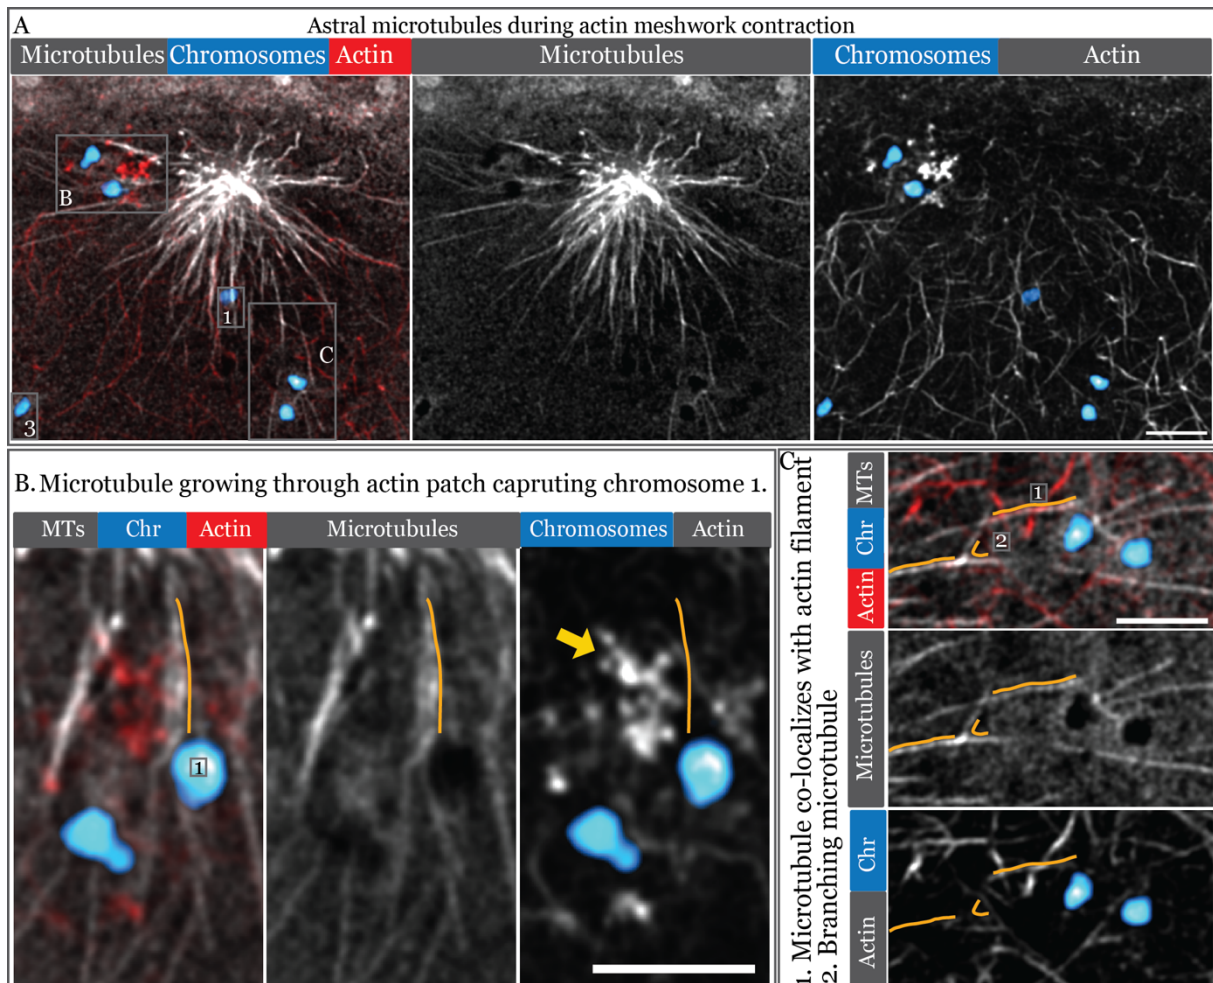 A
Astral microtubules during actin meshwork contraction
Microtubules Chromosomes Actin
Microtubules
Chromosomes Actin
B
1
C
3
B. Microtubule growing through actin patch capruting chromosome 1.
MTs Chr Actin
Microtubules
Chromosomes Actin
1
C
1. Microtubule co-localizes with actin filament
2. Branching microtubule
MTs
Chr
Actin
1
2
Microtubules
Chr
Actin